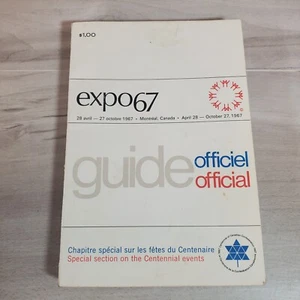 $1.00
expo67
28 avril — 27 octobre 1967 • Montréal, Canada • April 28 — October 27, 1967
guide officiel
official
Chapitre spécial sur les fêtes du Centenaire
Special section on the Centennial events